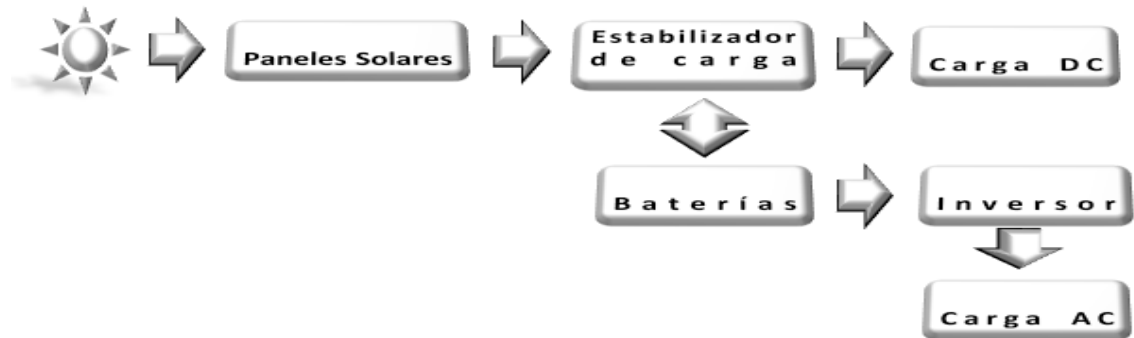 Paneles Solares
Estabilizador
de carga
Carga DC
Baterías
Inversor
Carga AC